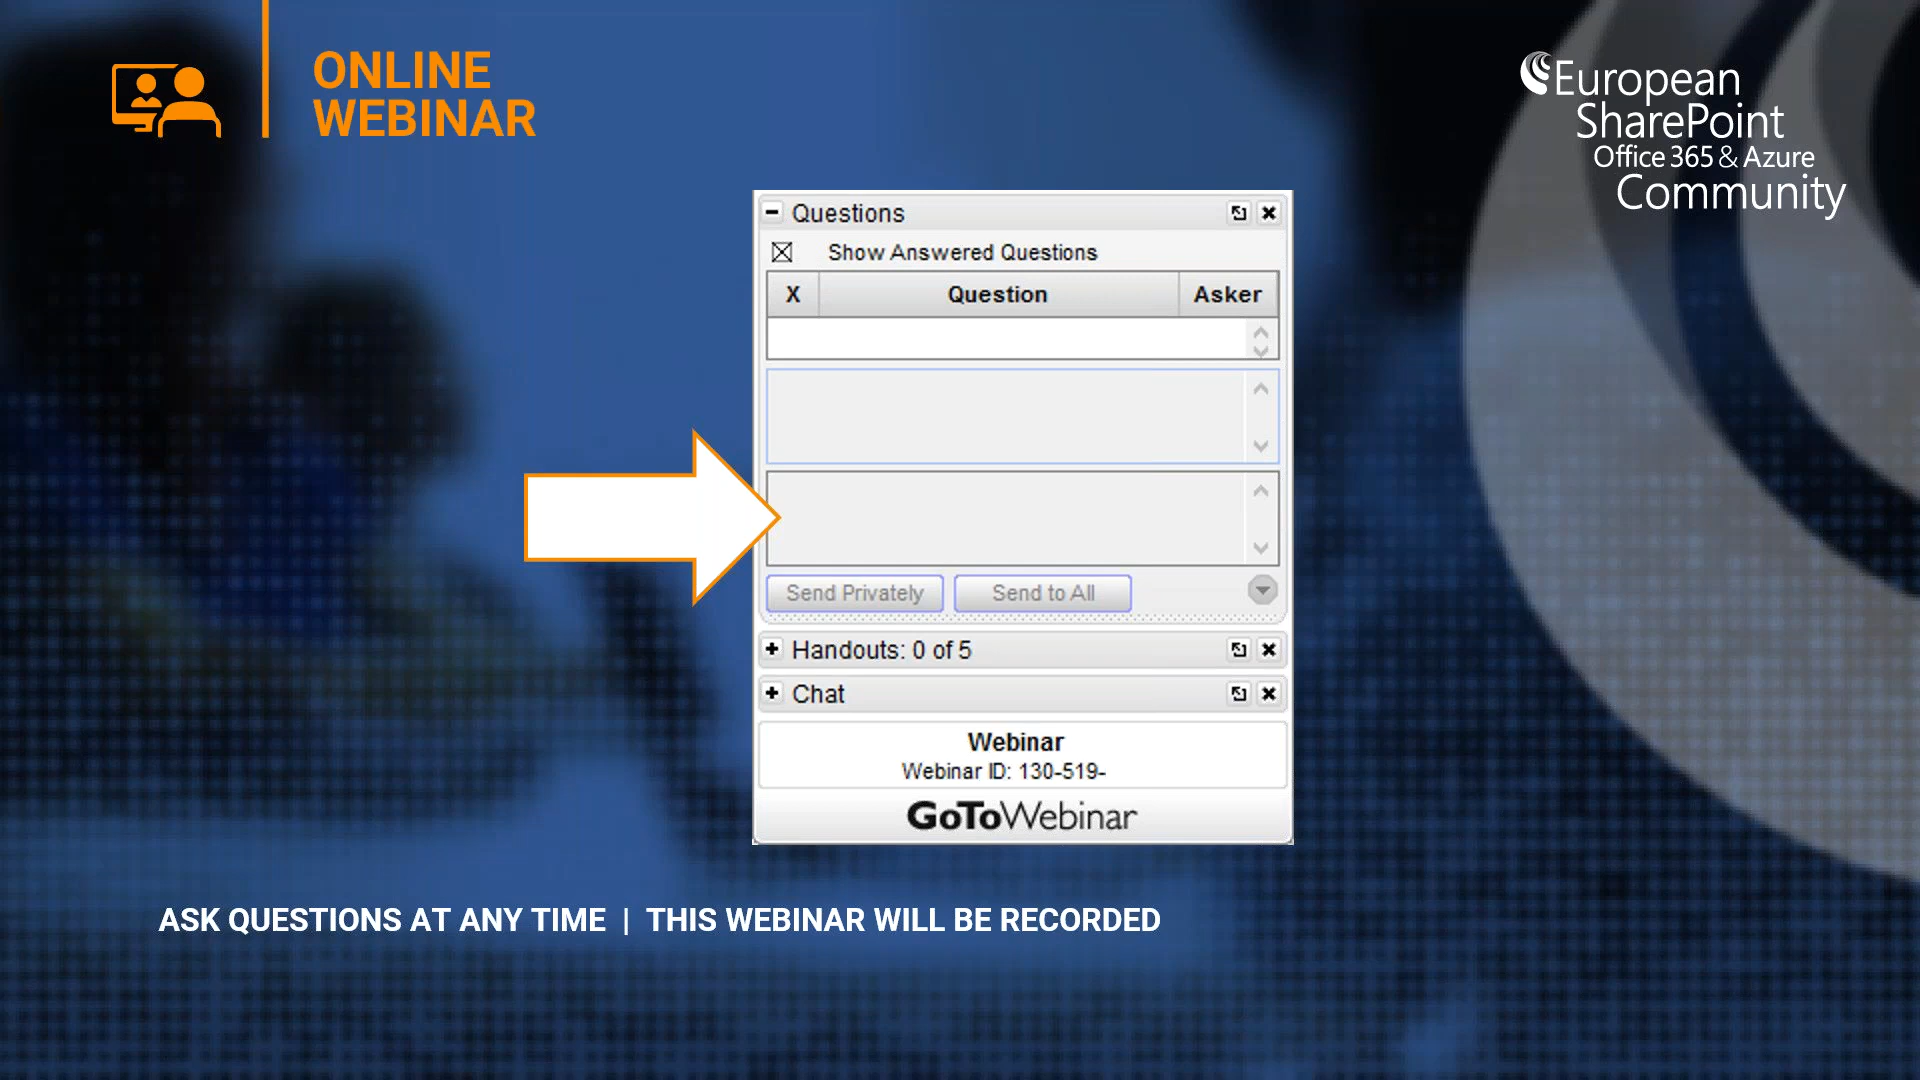 ONLINE
WEBINAR
European
SharePoint
Office 365 & Azure
Community
Questions
Show Answered Questions
X Question Asker
Send Privately Send to All
Handouts: 0 of 5
Chat
Webinar
Webinar ID: 130-519-
GoToWebinar
ASK QUESTIONS AT ANY TIME | THIS WEBINAR WILL BE RECORDED